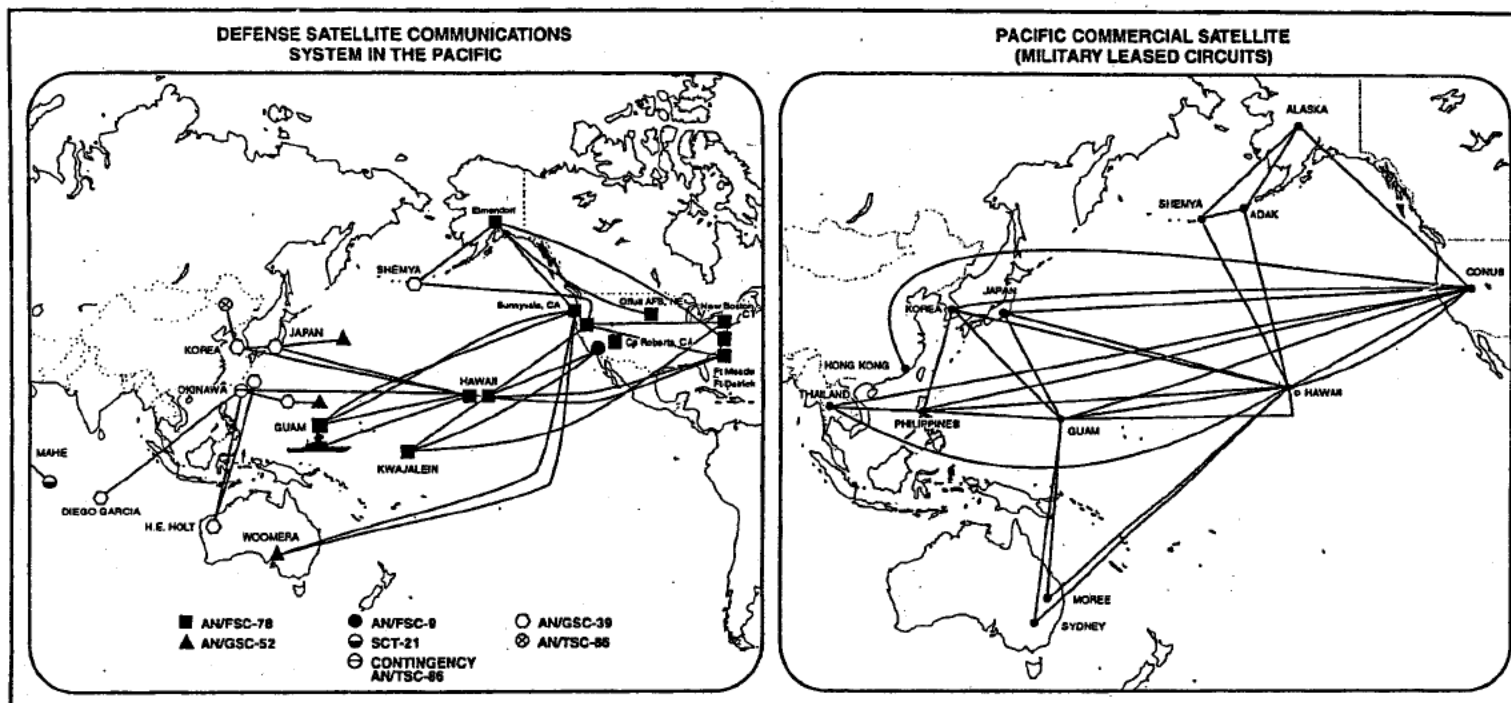 DEFENSE SATELLITE COMMUNICATIONS
SYSTEM IN THE PACIFIC
Elmendorf
SHEMYA
Sunnyvale, CA
Offutt AFB, NE
New Boston
JAPAN
KOREA
Cp Roberts, CA
OKINAWA
HAWAII
Ft Meade
Ft Detrick
GUAM
KWAJALEIN
MAHE
DIEGO GARCIA
H.E. HOLT
WOOMERA
AN/FSC-78
AN/FSC-9
AN/GSC-39
AN/GSC-52
SCT-21
AN/TSC-86
CONTINGENCY
AN/TSC-86
PACIFIC COMMERCIAL SATELLITE
(MILITARY LEASED CIRCUITS)
ALASKA
SHEMYA
ADAK
CONUS
JAPAN
KOREA
HONG KONG
THAILAND
HAWAII
PHILIPPINES
GUAM
MOREE
SYDNEY